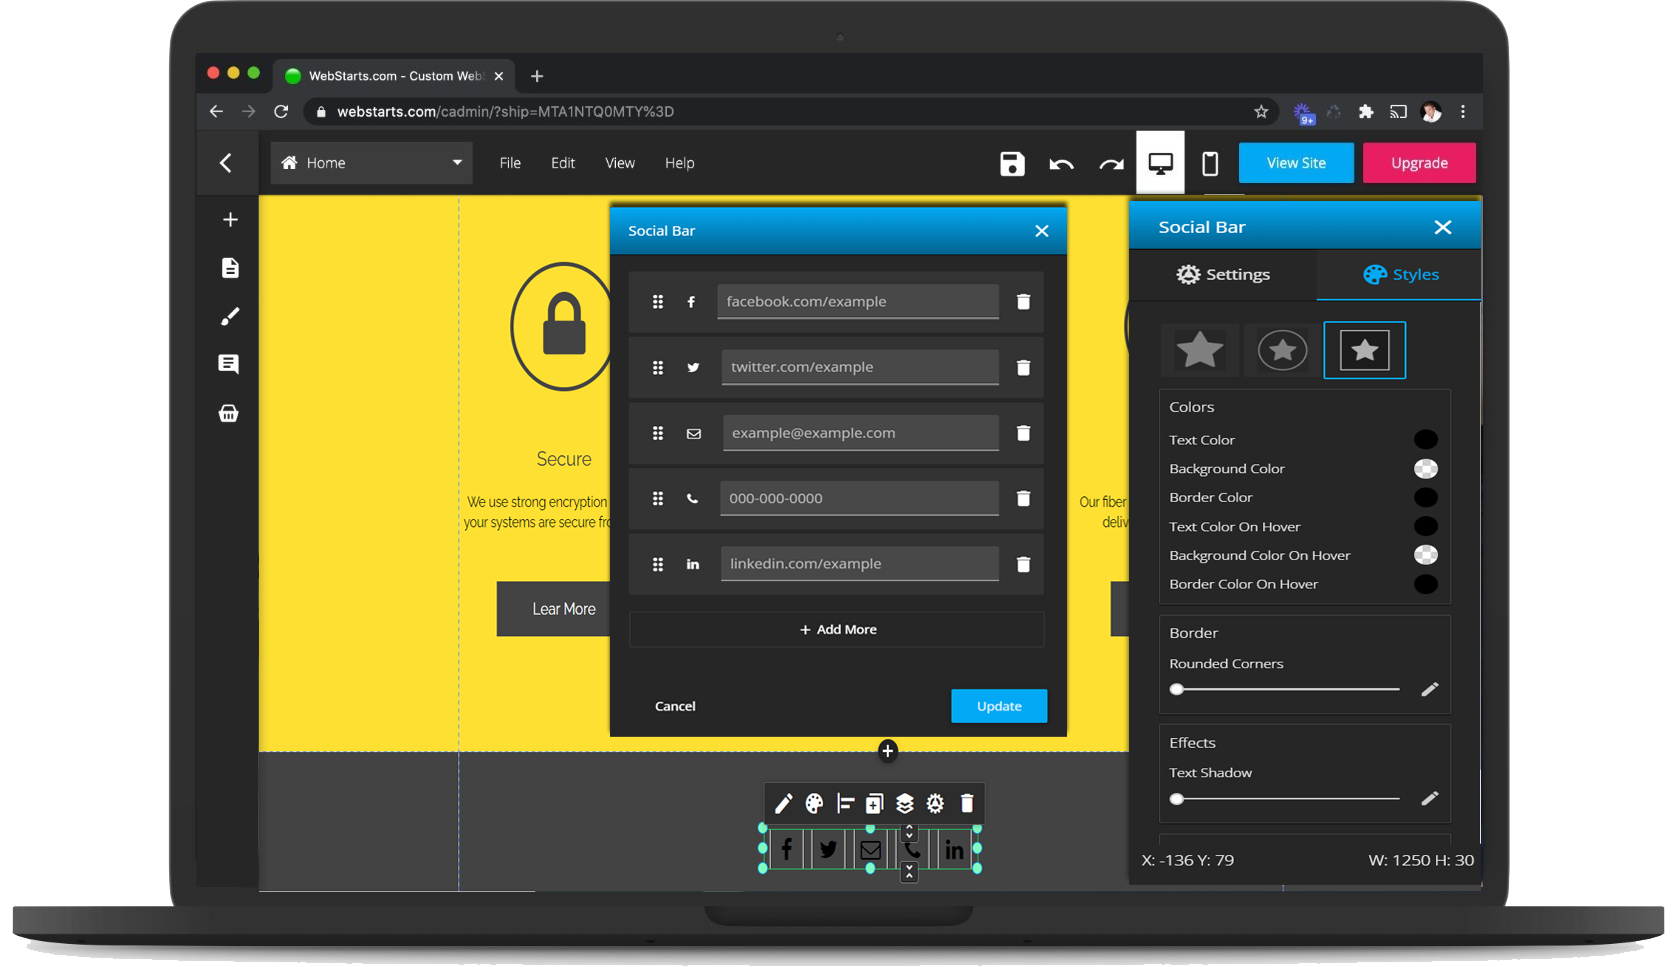 WebStarts.com - Custom Web
webstarts.com/cadmin/?ship=MTA1NTQ0MTY%3D
9+
Home
File
Edit
View
Help
View Site
Upgrade
Secure
We use strong encryption
your systems are secure
Lear More
Social Bar
facebook.com/example
twitter.com/example
example@example.com
000-000-0000
linkedin.com/example
+ Add More
Cancel
Update
Our fiber
Social Bar
Settings
Styles
Colors
Text Color
Background Color
Border Color
Text Color On Hover
Background Color On Hover
Border Color On Hover
Border
Rounded Corners
Effects
Text Shadow
X: -136 Y: 79
W: 1250 H: 30